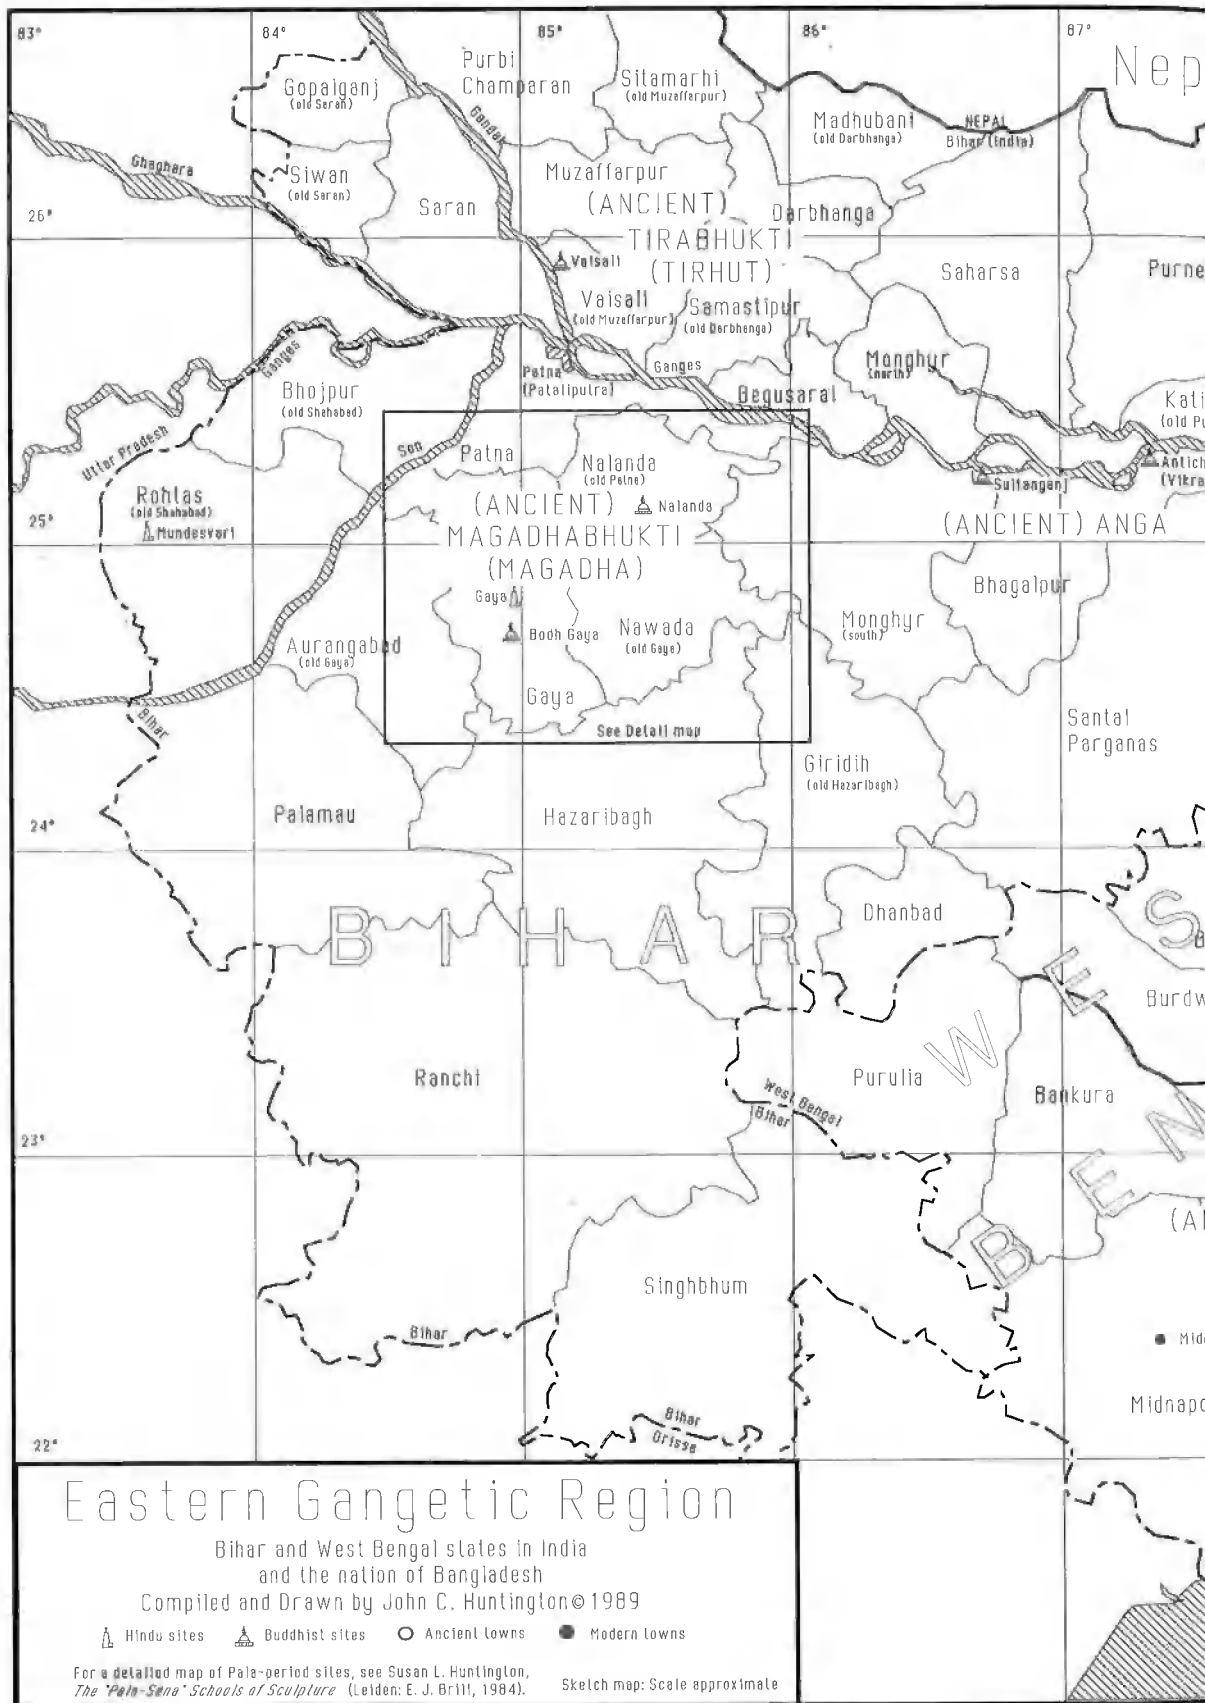 83°
84°
85°
86°
87°
Nep
Purbi
Champaran
Gopalganj
(old Saran)
Sitamarhi
(old Muzaffarpur)
Madhubani
(old Darbhanga)
NEPAL
Bihar (India)
Gandak
Ghaghara
Siwan
(old Saran)
Saran
Muzaffarpur
26°
(ANCIENT)
TIRABHUKTI
(TIRHUT)
Darbhanga
Vaisali
Saharsa
Purne
Vaisali
(old Muzaffarpur)
Samastipur
(old Darbhanga)
Ganges
Bhojpur
(old Shahabad)
Patna
(Pataliputra)
Ganges
Monghyr
(north)
Begusarai
Kati
(old Pu
Uttar Pradesh
Son
Patna
Nalanda
(old Patna)
Antich
(Vikra
Sultanganj
Rohtas
(old Shahabad)
Mundesvari
(ANCIENT)
MAGADHABHUKTI
(MAGADHA)
Nalanda
25°
(ANCIENT) ANGA
Bhagalpur
Gaya
Bodh Gaya
Nawada
(old Gaya)
Monghyr
(south)
Aurangabad
(old Gaya)
Gaya
See Detail map
Bihar
Santal
Parganas
Giridih
(old Hazaribagh)
Palamau
Hazaribagh
24°
BIHAR
Dhanbad
WES
B
Burdw
Ranchi
Purulia
Bankura
West Bengal
Bihar
23°
BEN
(AN
Singhbhum
Bihar
Midn
Midnapo
Bihar
Orissa
22°
Eastern Gangetic Region
Bihar and West Bengal states in India
and the nation of Bangladesh
Compiled and Drawn by John C. Huntington © 1989
Hindu sites
Buddhist sites
Ancient towns
Modern towns
For a detailed map of Pala-period sites, see Susan L. Huntington,
The "Pala-Sena" Schools of Sculpture (Leiden: E. J. Brill, 1984).
Sketch map: Scale approximate